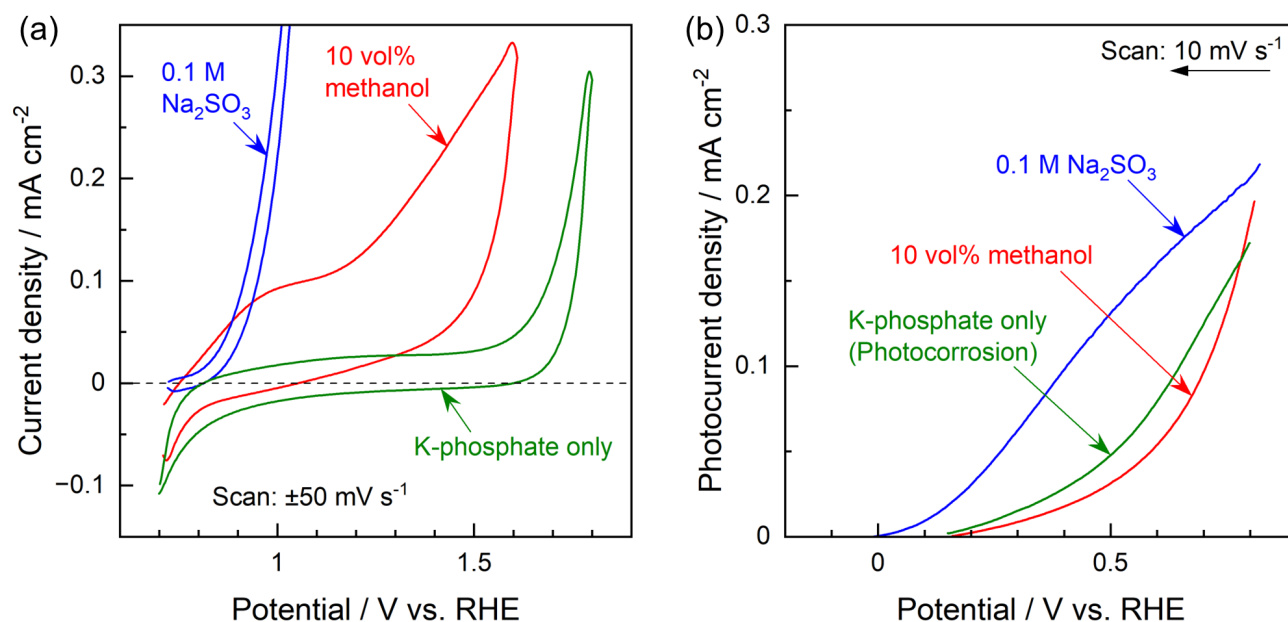 (a)
0.3
0.2
0.1
0
−0.1
Current density / mA cm⁻²
0.1 M
Na₂SO₃
10 vol%
methanol
K-phosphate only
Scan: ±50 mV s⁻¹
1
1.5
Potential / V vs. RHE
(b)
0.3
0.2
0.1
0
Photocurrent density / mA cm⁻²
Scan: 10 mV s⁻¹
0.1 M Na₂SO₃
10 vol% methanol
K-phosphate only
(Photocorrosion)
0
0.5
Potential / V vs. RHE